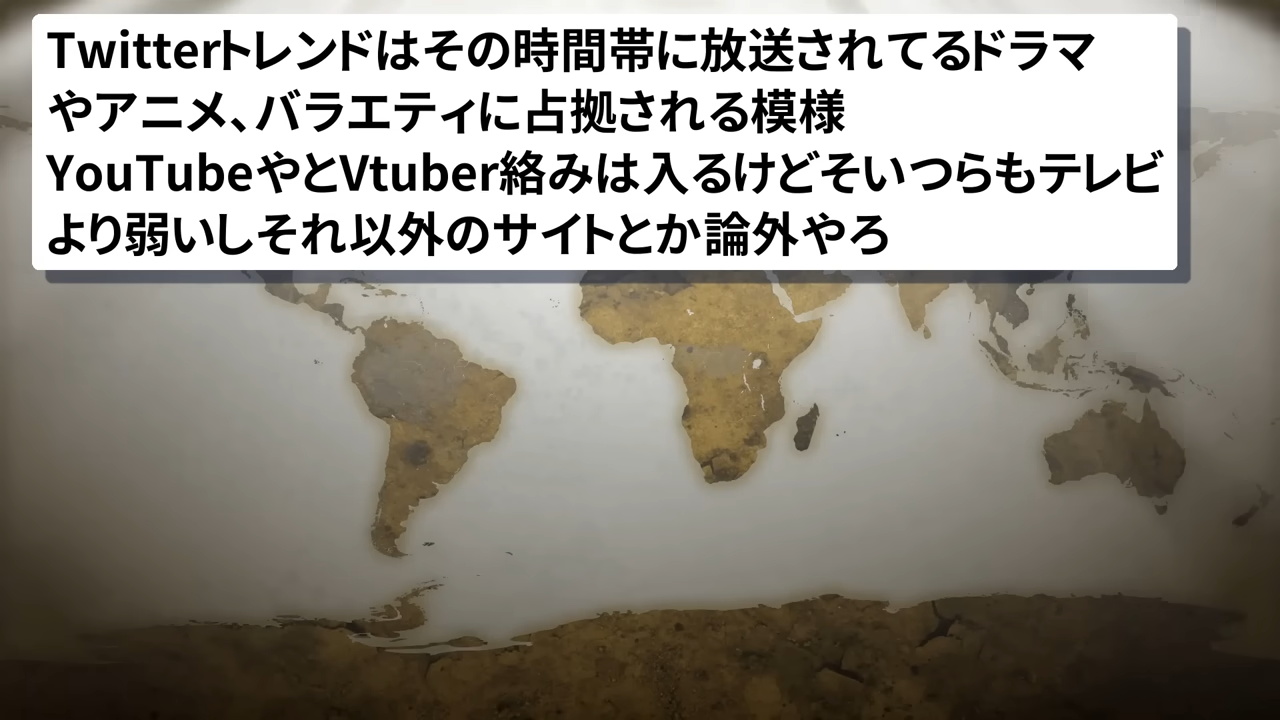 Twitterトレンドはその時間帯に放送されてるドラマ
やアニメ、バラエティに占拠される模様
YouTubeやとVtuber絡みは入るけどそいつらもテレビ
より弱いしそれ以外のサイトとか論外やろ